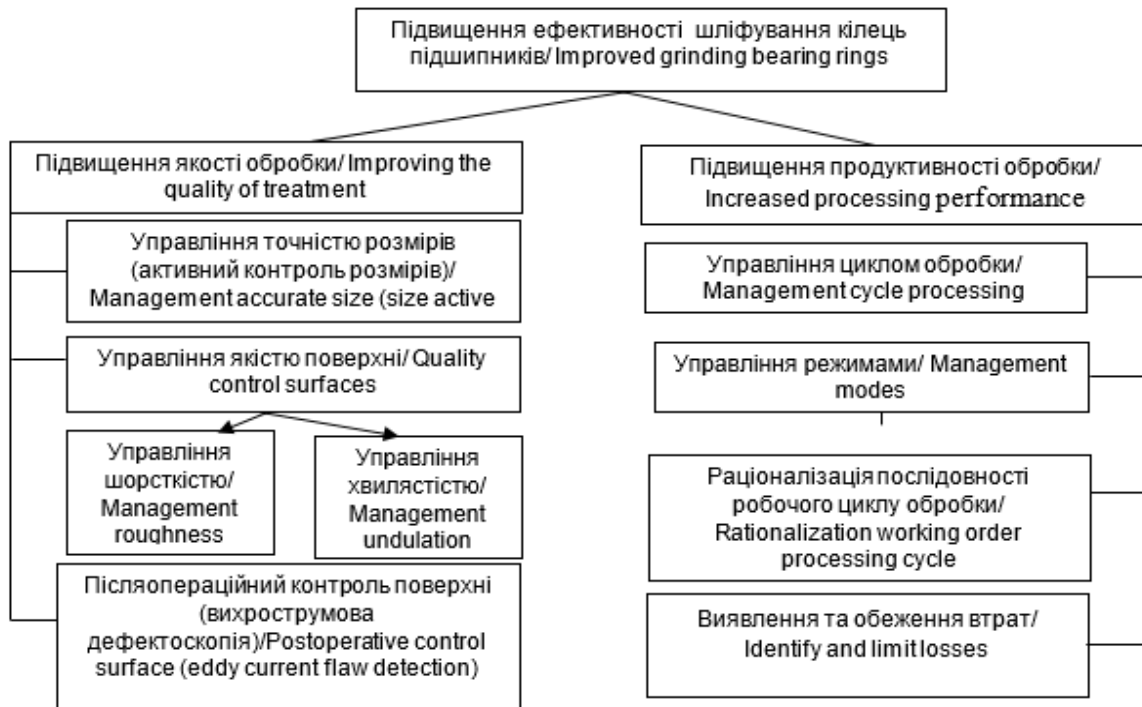 Підвищення ефективності шліфування кілець
підшипників/ Improved grinding bearing rings
Підвищення якості обробки/ Improving the
quality of treatment
Управління точністю розмірів
(активний контроль розмірів)/
Management accurate size (size active
Управління якістю поверхні/ Quality
control surfaces
Управління
шорсткістю/
Management
roughness
Управління
хвилястістю/
Management
undulation
Післяопераційний контроль поверхні
(вихрострумова
дефектоскопія)/Postoperative control
surface (eddy current flaw detection)
Підвищення продуктивності обробки/
Increased processing performance
Управління циклом обробки/
Management cycle processing
Управління режимами/ Management
modes
Раціоналізація послідовності
робочого циклу обробки/
Rationalization working order
processing cycle
Виявлення та обеження втрат/
Identify and limit losses